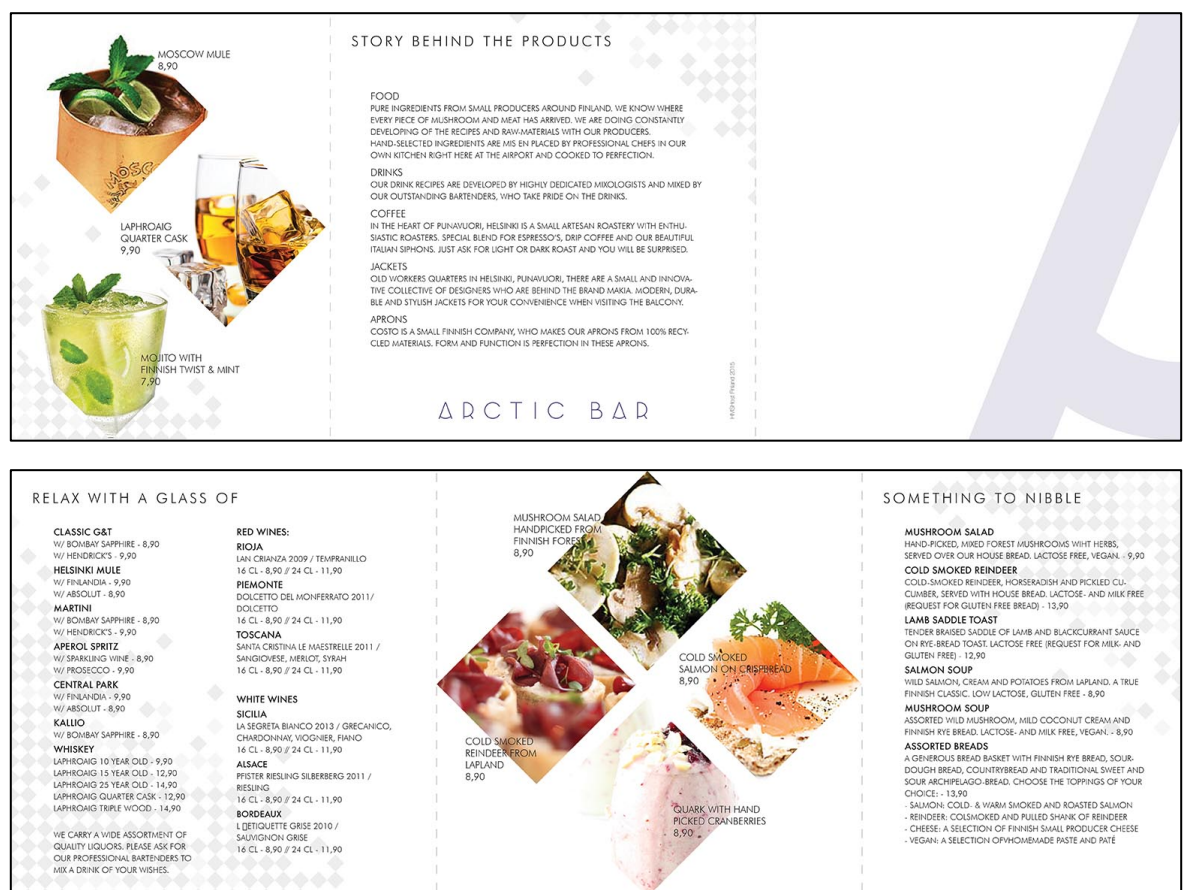 MOSCOW MULE
8,90
LAPHROAIG
QUARTER CASK
9,90
MOJITO WITH
FINNISH TWIST & MINT
7,90
STORY BEHIND THE PRODUCTS
FOOD
PURE INGREDIENTS FROM SMALL PRODUCERS AROUND FINLAND. WE KNOW WHERE
EVERY PIECE OF MUSHROOM AND MEAT HAS ARRIVED. WE ARE DOING CONSTANTLY
DEVELOPING OF THE RECIPES AND RAW-MATERIALS WITH OUR PRODUCERS.
HAND-SELECTED INGREDIENTS ARE MIS EN PLACED BY PROFESSIONAL CHEFS IN OUR
OWN KITCHEN RIGHT HERE AT THE AIRPORT AND COOKED TO PERFECTION.
DRINKS
OUR DRINK RECIPES ARE DEVELOPED BY HIGHLY DEDICATED MIXOLOGISTS AND MIXED BY
OUR OUTSTANDING BARTENDERS, WHO TAKE PRIDE ON THE DRINKS.
COFFEE
IN THE HEART OF PUNAVUORI, HELSINKI IS A SMALL ARTESAN ROASTERY WITH ENTHU-
SIASTIC ROASTERS. SPECIAL BLEND FOR ESPRESSO'S, DRIP COFFEE AND OUR BEAUTIFUL
ITALIAN SIPHONS. JUST ASK FOR LIGHT OR DARK ROAST AND YOU WILL BE SURPRISED.
JACKETS
OLD WORKERS QUARTERS IN HELSINKI, PUNAVUORI, THERE ARE A SMALL AND INNOVA-
TIVE COLLECTIVE OF DESIGNERS WHO ARE BEHIND THE BRAND MAKIA. MODERN, DURA-
BLE AND STYLISH JACKETS FOR YOUR CONVENIENCE WHEN VISITING THE BALCONY.
APRONS
COSTO IS A SMALL FINNISH COMPANY, WHO MAKES OUR APRONS FROM 100% RECY-
CLED MATERIALS. FORM AND FUNCTION IS PERFECTION IN THESE APRONS.
ARCTIC BAR
RELAX WITH A GLASS OF
CLASSIC G&T
W/ BOMBAY SAPPHIRE - 8,90
W/ HENDRICK'S - 9,90
HELSINKI MULE
W/ FINLANDIA - 9,90
W/ ABSOLUT - 8,90
MARTINI
W/ BOMBAY SAPPHIRE - 8,90
W/ HENDRICK'S - 9,90
APEROL SPRITZ
W/ SPARKLING WINE - 8,90
W/ PROSECCO - 9,90
CENTRAL PARK
W/ FINLANDIA - 9,90
W/ ABSOLUT - 8,90
KALLIO
W/ BOMBAY SAPPHIRE - 8,90
WHISKEY
LAPHROAIG 10 YEAR OLD - 9,90
LAPHROAIG 15 YEAR OLD - 12,90
LAPHROAIG 25 YEAR OLD - 14,90
LAPHROAIG QUARTER CASK - 12,90
LAPHROAIG TRIPLE WOOD - 14,90
WE CARRY A WIDE ASSORTMENT OF
QUALITY LIQUORS. PLEASE ASK FOR
OUR PROFESSIONAL BARTENDERS TO
MIX A DRINK OF YOUR WISHES.
RED WINES:
RIOJA
LAN CRIANZA 2009 / TEMPRANILLO
16 CL - 8,90 // 24 CL - 11,90
PIEMONTE
DOLCETTO DEL MONFERRATO 2011/
DOLCETTO
16 CL - 8,90 // 24 CL - 11,90
TOSCANA
SANTA CRISTINA LE MAESTRELLE 2011 /
SANGIOVESE, MERLOT, SYRAH
16 CL - 8,90 // 24 CL - 11,90
WHITE WINES
SICILIA
LA SEGRETA BIANCO 2013 / GRECANICO,
CHARDONNAY, VIOGNIER, FIANO
16 CL - 8,90 // 24 CL - 11,90
ALSACE
PFISTER RIESLING SILBERBERG 2011 /
RIESLING
16 CL - 8,90 // 24 CL - 11,90
BORDEAUX
L ETIQUETTE GRISE 2010 /
SAUVIGNON GRISE
16 CL - 8,90 // 24 CL - 11,90
MUSHROOM SALAD
HANDPICKED FROM
FINNISH FOREST
8,90
COLD SMOKED
SALMON ON CRISPBREAD
8,90
COLD SMOKED
REINDEER FROM
LAPLAND
8,90
QUARK WITH HAND
PICKED CRANBERRIES
8,90
SOMETHING TO NIBBLE
MUSHROOM SALAD
HAND-PICKED, MIXED FOREST MUSHROOMS WIHT HERBS,
SERVED OVER OUR HOUSE BREAD. LACTOSE FREE, VEGAN. - 9,90
COLD SMOKED REINDEER
COLD-SMOKED REINDEER, HORSERADISH AND PICKLED CU-
CUMBER, SERVED WITH HOUSE BREAD. LACTOSE- AND MILK FREE
(REQUEST FOR GLUTEN FREE BREAD) - 13,90
LAMB SADDLE TOAST
TENDER BRAISED SADDLE OF LAMB AND BLACKCURRANT SAUCE
ON RYE-BREAD TOAST. LACTOSE FREE (REQUEST FOR MILK- AND
GLUTEN FREE) - 12,90
SALMON SOUP
WILD SALMON, CREAM AND POTATOES FROM LAPLAND. A TRUE
FINNISH CLASSIC. LOW LACTOSE, GLUTEN FREE - 8,90
MUSHROOM SOUP
ASSORTED WILD MUSHROOM, MILD COCONUT CREAM AND
FINNISH RYE BREAD. LACTOSE- AND MILK FREE, VEGAN. - 8,90
ASSORTED BREADS
A GENEROUS BREAD BASKET WITH FINNISH RYE BREAD, SOUR-
DOUGH BREAD, COUNTRYBREAD AND TRADITIONAL SWEET AND
SOUR ARCHIPELAGO-BREAD. CHOOSE THE TOPPINGS OF YOUR
CHOICE: - 13,90
- SALMON: COLD- & WARM SMOKED AND ROASTED SALMON
- REINDEER: COLSMOKED AND PULLED SHANK OF REINDEER
- CHEESE: A SELECTION OF FINNISH SMALL PRODUCER CHEESE
- VEGAN: A SELECTION OFVHOMEMADE PASTE AND PATÉ